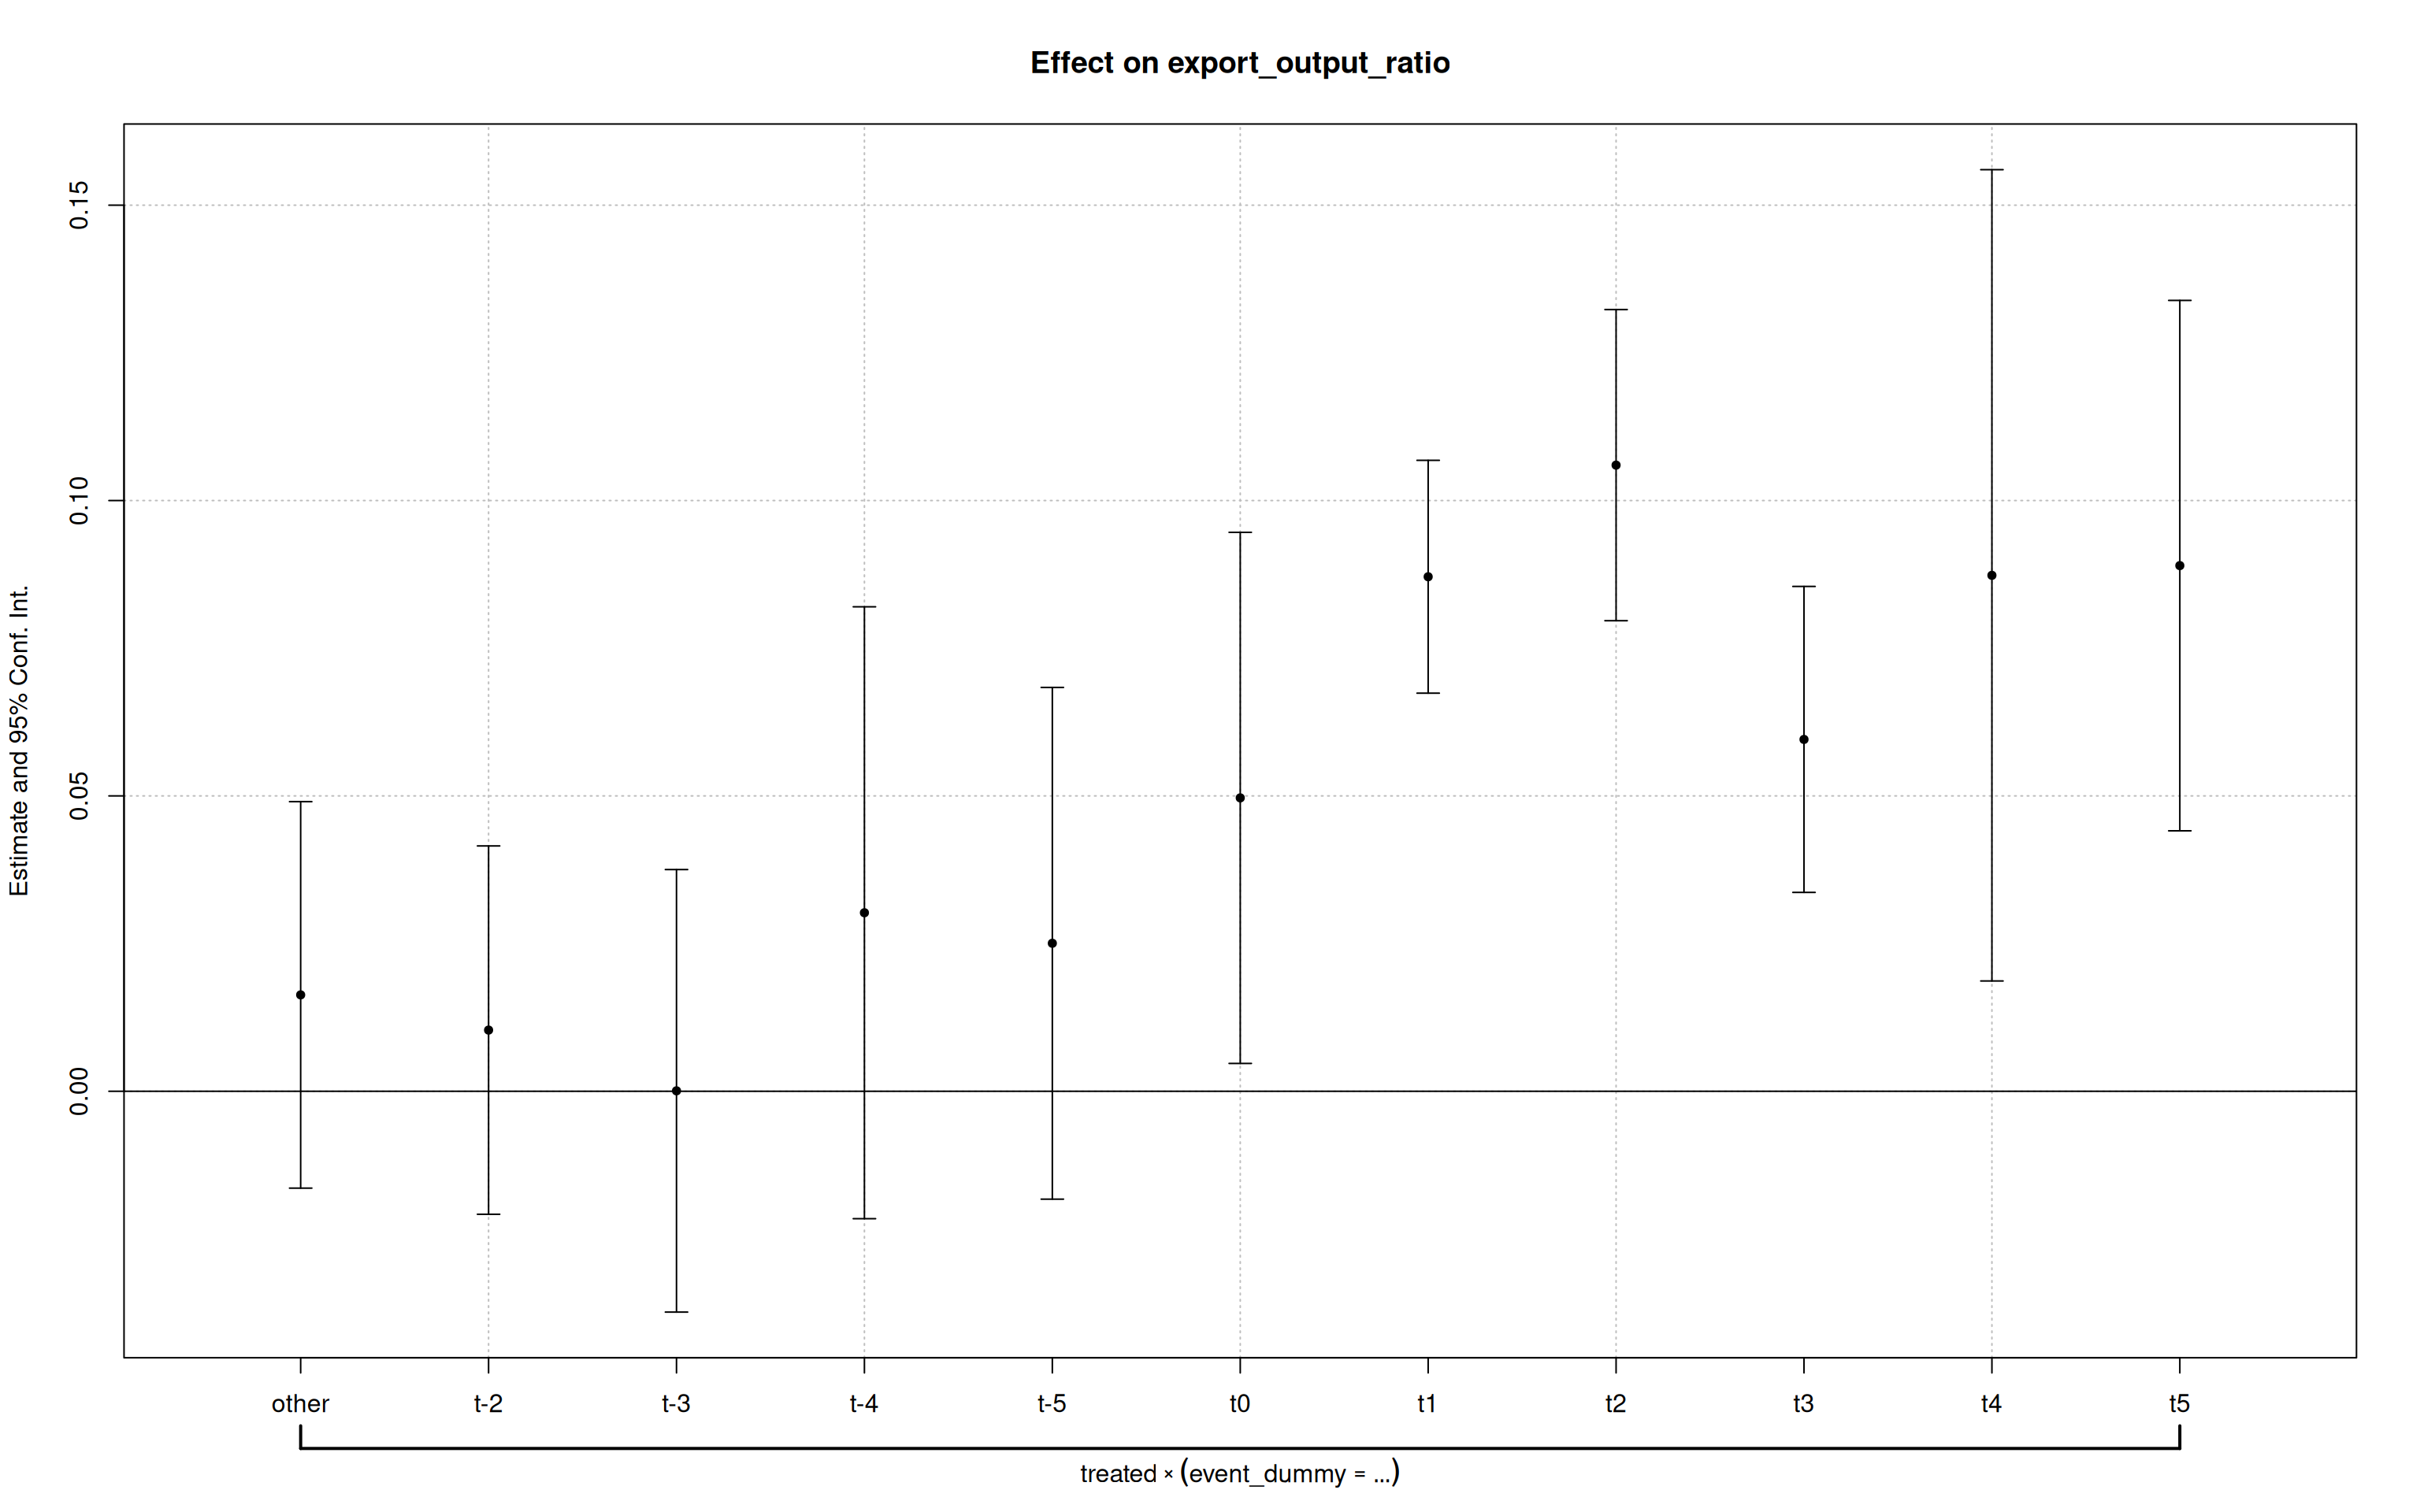 Effect on export_output_ratio
Estimate and 95% Conf. Int.
0.15
0.10
0.05
0.00
other t-2 t-3 t-4 t-5 t0 t1 t2 t3 t4 t5
treated × (event_dummy = ...)